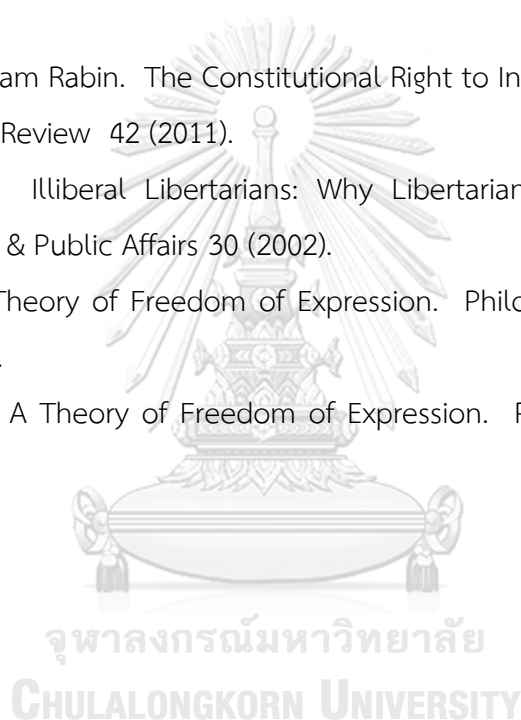 am Rabin. The Constitutional Right to In
Review 42 (2011).
Illiberal Libertarians: Why Libertarian
& Public Affairs 30 (2002).
Theory of Freedom of Expression. Philo
.
A Theory of Freedom of Expression. P
จุฬาลงกรณ์มหาวิทยาลัย
CHULALONGKORN UNIVERSITY